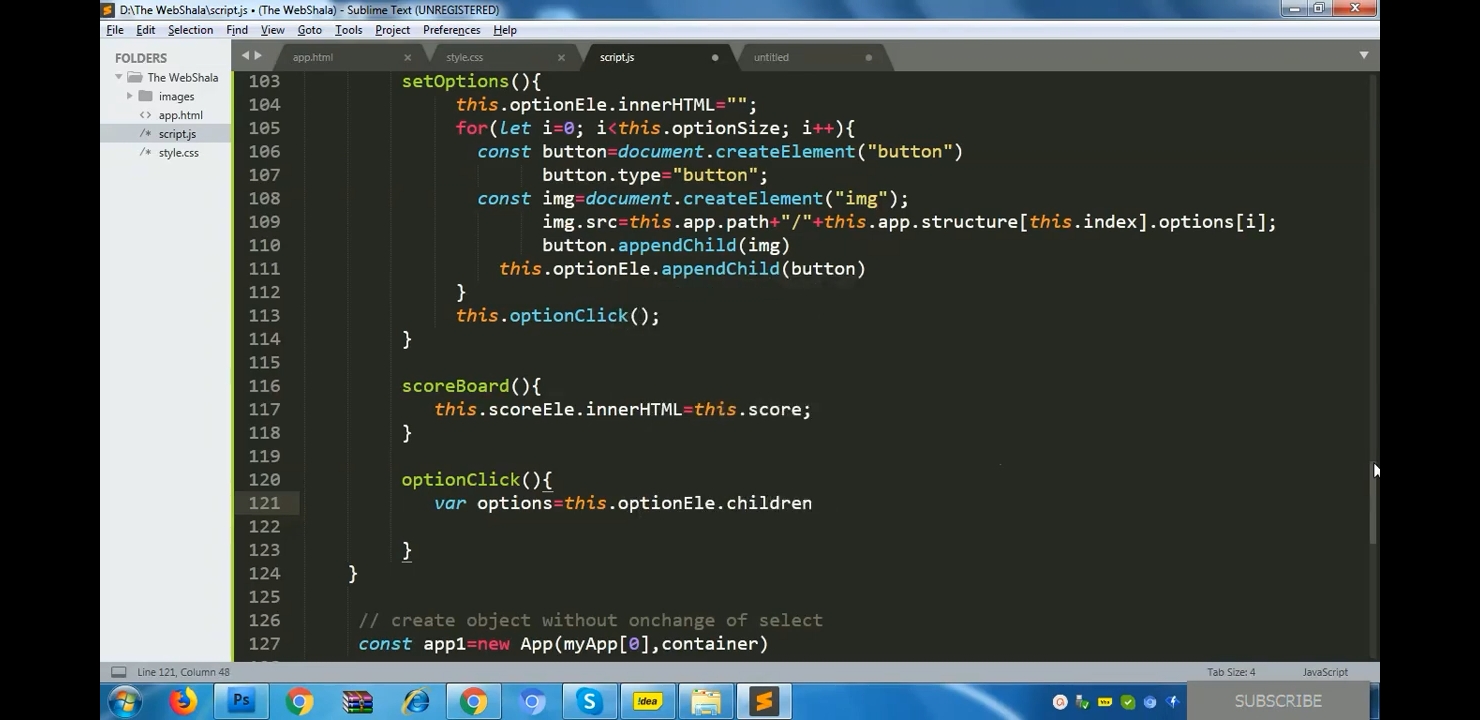 D:\The WebShala\script.js • (The WebShala) - Sublime Text (UNREGISTERED)
File Edit Selection Find View Goto Tools Project Preferences Help
FOLDERS
The WebShala
images
app.html
script.js
style.css
app.html style.css script.js untitled
103 setOptions(){
104 this.optionEle.innerHTML="";
105 for(let i=0; i<this.optionSize; i++){
106 const button=document.createElement("button")
107 button.type="button";
108 const img=document.createElement("img");
109 img.src=this.app.path+"/"+this.app.structure[this.index].options[i];
110 button.appendChild(img)
111 this.optionEle.appendChild(button)
112 }
113 this.optionClick();
114 }
115
116 scoreBoard(){
117 this.scoreEle.innerHTML=this.score;
118 }
119
120 optionClick(){
121 var options=this.optionEle.children
122
123 }
124 }
125
126 // create object without onchange of select
127 const app1=new App(myApp[0],container)
Line 121, Column 48 Tab Size: 4 JavaScript
Ps !dea SUBSCRIBE